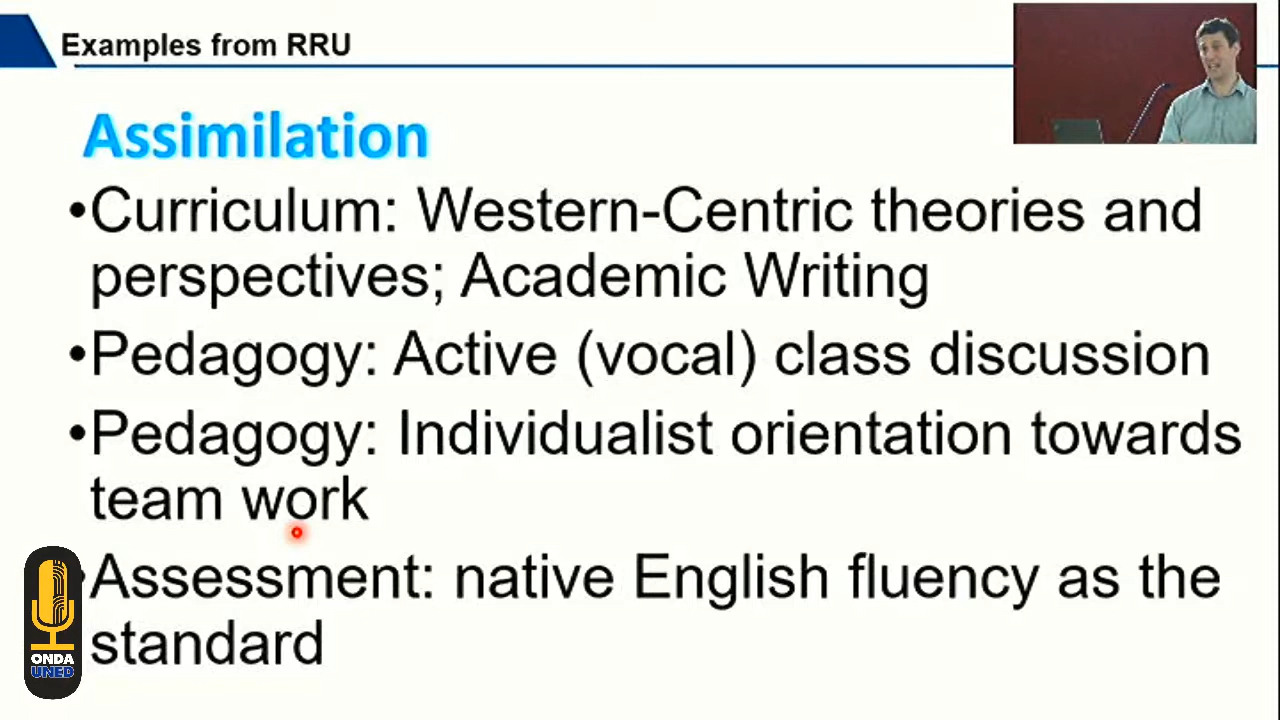 Examples from RRU
Assimilation
•Curriculum: Western-Centric theories and
perspectives; Academic Writing
•Pedagogy: Active (vocal) class discussion
•Pedagogy: Individualist orientation towards
team work
•Assessment: native English fluency as the
standard
ONDA
UNED